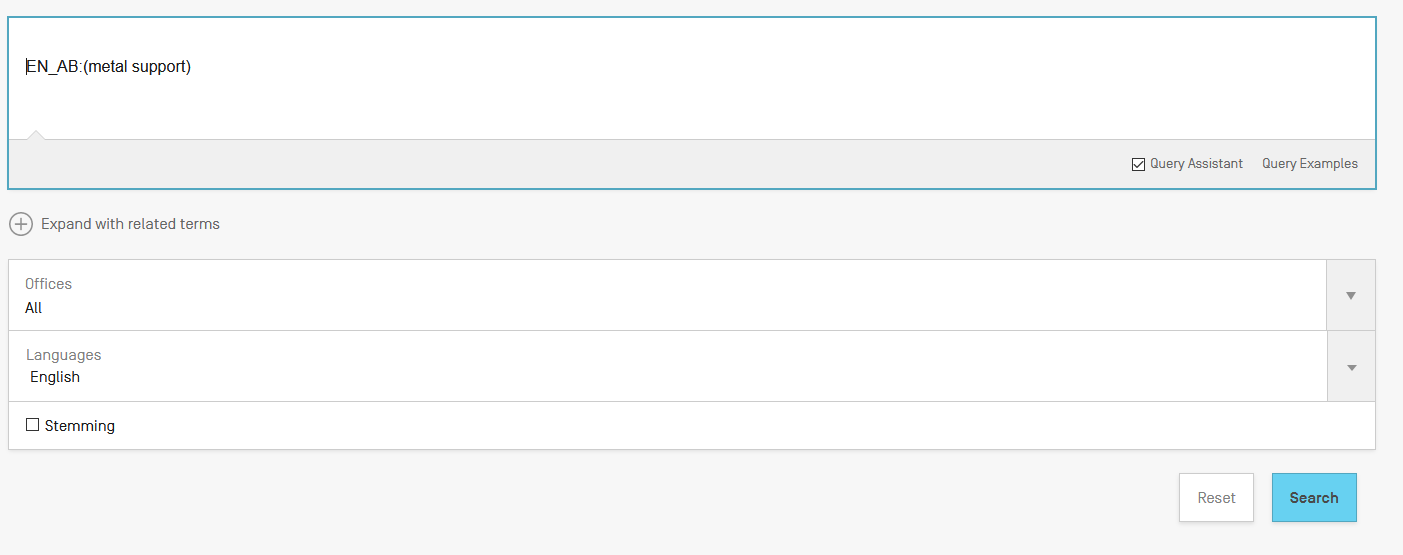 EN_AB:(metal support)
Query Assistant Query Examples
Expand with related terms
Offices
All
Languages
English
Stemming
Reset Search